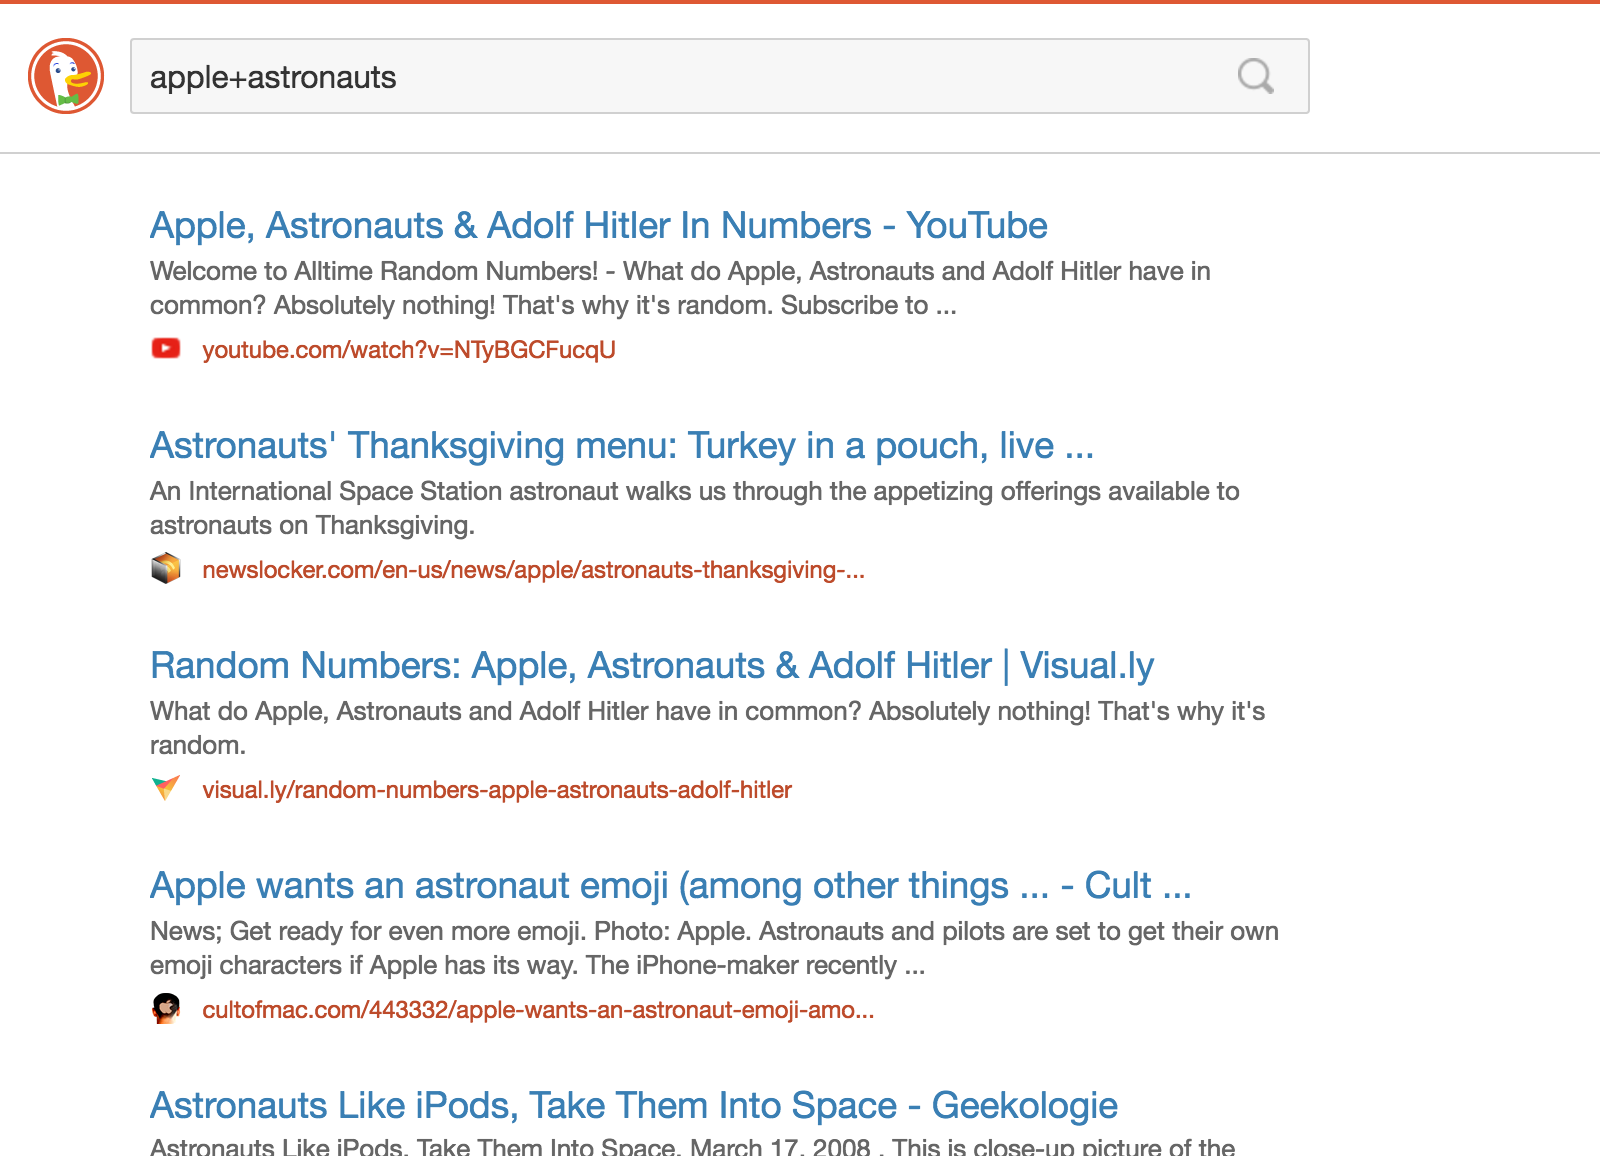 apple+astronauts
Apple, Astronauts & Adolf Hitler In Numbers - YouTube
Welcome to Alltime Random Numbers! - What do Apple, Astronauts and Adolf Hitler have in
common? Absolutely nothing! That's why it's random. Subscribe to ...
youtube.com/watch?v=NTyBGCFucqU
Astronauts' Thanksgiving menu: Turkey in a pouch, live ...
An International Space Station astronaut walks us through the appetizing offerings available to
astronauts on Thanksgiving.
newslocker.com/en-us/news/apple/astronauts-thanksgiving-...
Random Numbers: Apple, Astronauts & Adolf Hitler | Visual.ly
What do Apple, Astronauts and Adolf Hitler have in common? Absolutely nothing! That's why it's
random.
visual.ly/random-numbers-apple-astronauts-adolf-hitler
Apple wants an astronaut emoji (among other things ... - Cult ...
News; Get ready for even more emoji. Photo: Apple. Astronauts and pilots are set to get their own
emoji characters if Apple has its way. The iPhone-maker recently ...
cultofmac.com/443332/apple-wants-an-astronaut-emoji-amo...
Astronauts Like iPods, Take Them Into Space - Geekologie
Astronauts Like iPods, Take Them Into Space. March 17, 2008 . This is close-up picture of the